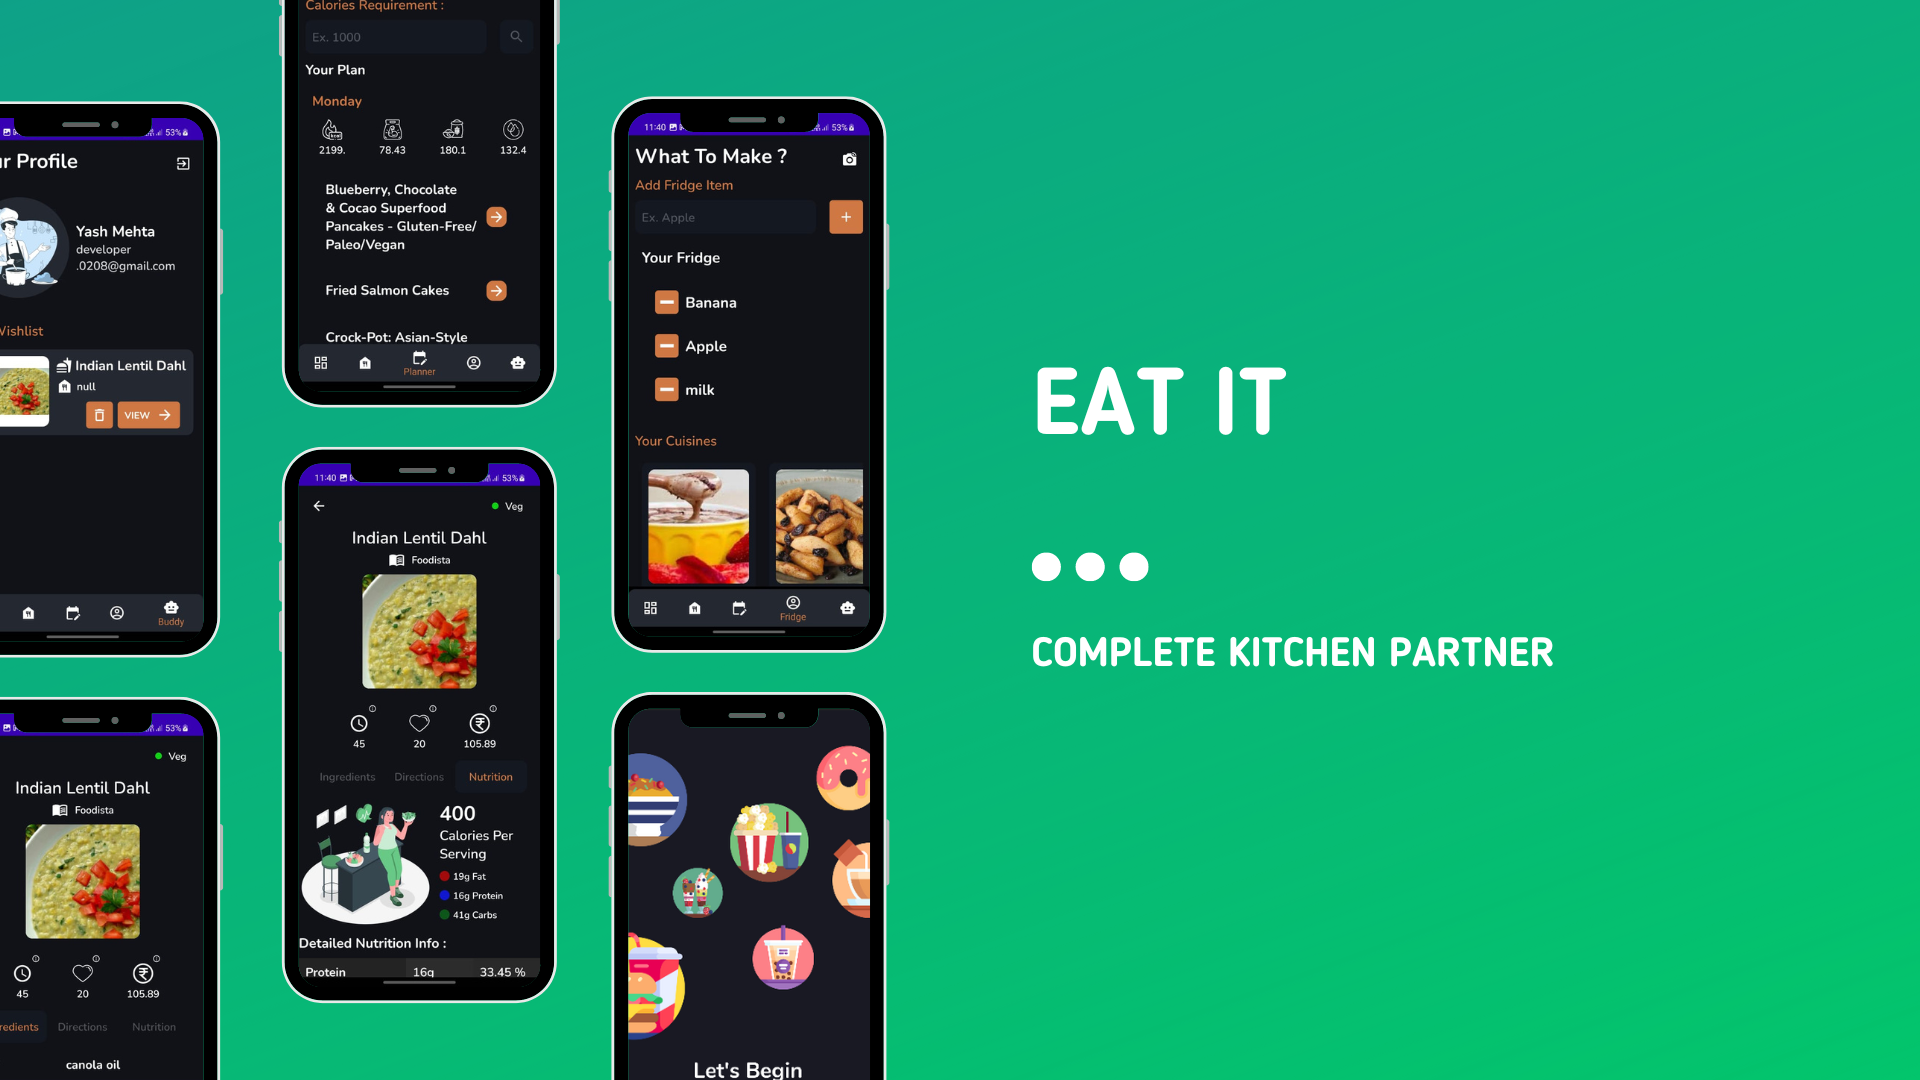 Calories Requirement :
Ex. 1000
Your Plan
Monday
2199.
78.43
180.1
132.4
Blueberry, Chocolate
& Cocao Superfood
Pancakes - Gluten-Free/
Paleo/Vegan
Fried Salmon Cakes
Crock-Pot: Asian-Style
Planner
53%
r Profile
Yash Mehta
developer
.0208@gmail.com
Wishlist
Indian Lentil Dahl
null
VIEW
Buddy
53%
Veg
Indian Lentil Dahl
Foodista
45
20
105.89
redients
Directions
Nutrition
canola oil
11:40
53%
Veg
Indian Lentil Dahl
Foodista
45
20
105.89
Ingredients
Directions
Nutrition
400
Calories Per
Serving
19g Fat
16g Protein
41g Carbs
Detailed Nutrition Info :
Protein
16g
33.45 %
11:40
53%
What To Make ?
Add Fridge Item
Ex. Apple
+
Your Fridge
Banana
Apple
milk
Your Cuisines
Fridge
Let's Begin
EAT IT
COMPLETE KITCHEN PARTNER